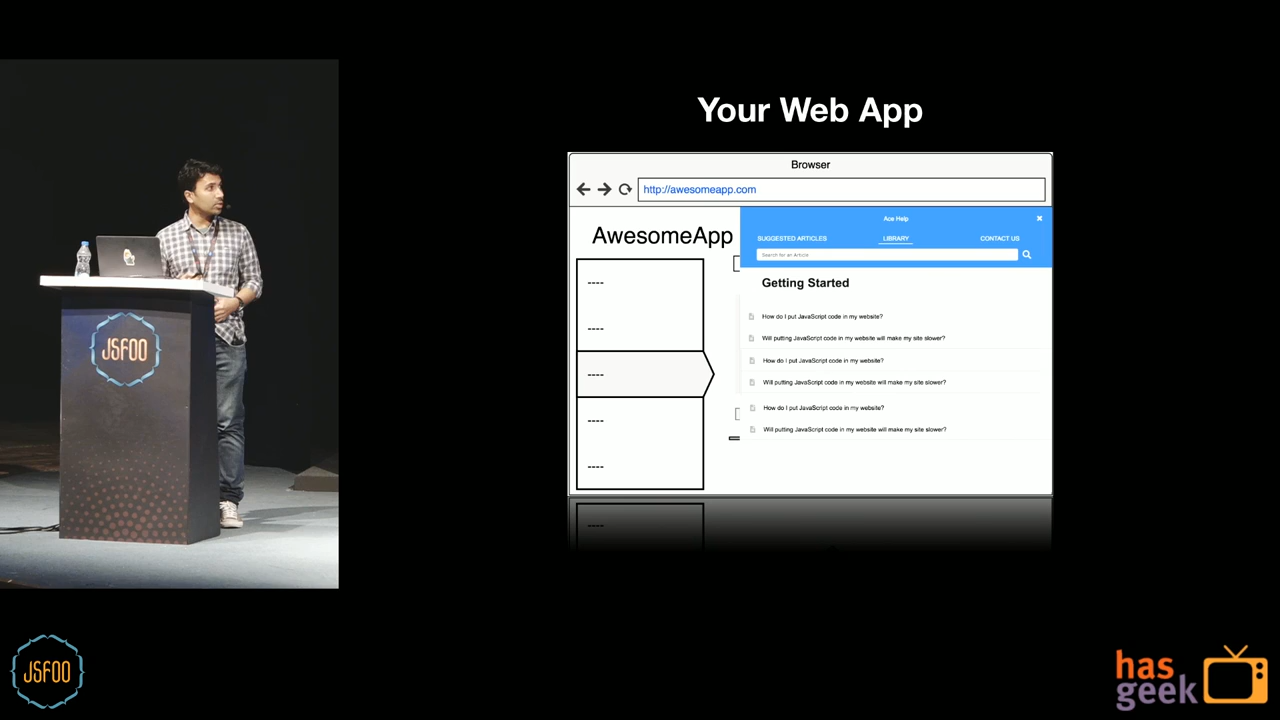 Your Web App
Browser
http://awesomeapp.com
AwesomeApp
Ace Help
SUGGESTED ARTICLES
LIBRARY
CONTACT US
Search for an Article
Getting Started
How do I put JavaScript code in my website?
Will putting JavaScript code in my website will make my site slower?
How do I put JavaScript code in my website?
Will putting JavaScript code in my website will make my site slower?
How do I put JavaScript code in my website?
Will putting JavaScript code in my website will make my site slower?
----
----
----
----
----
----
JSFOO
JSFOO
has
geek